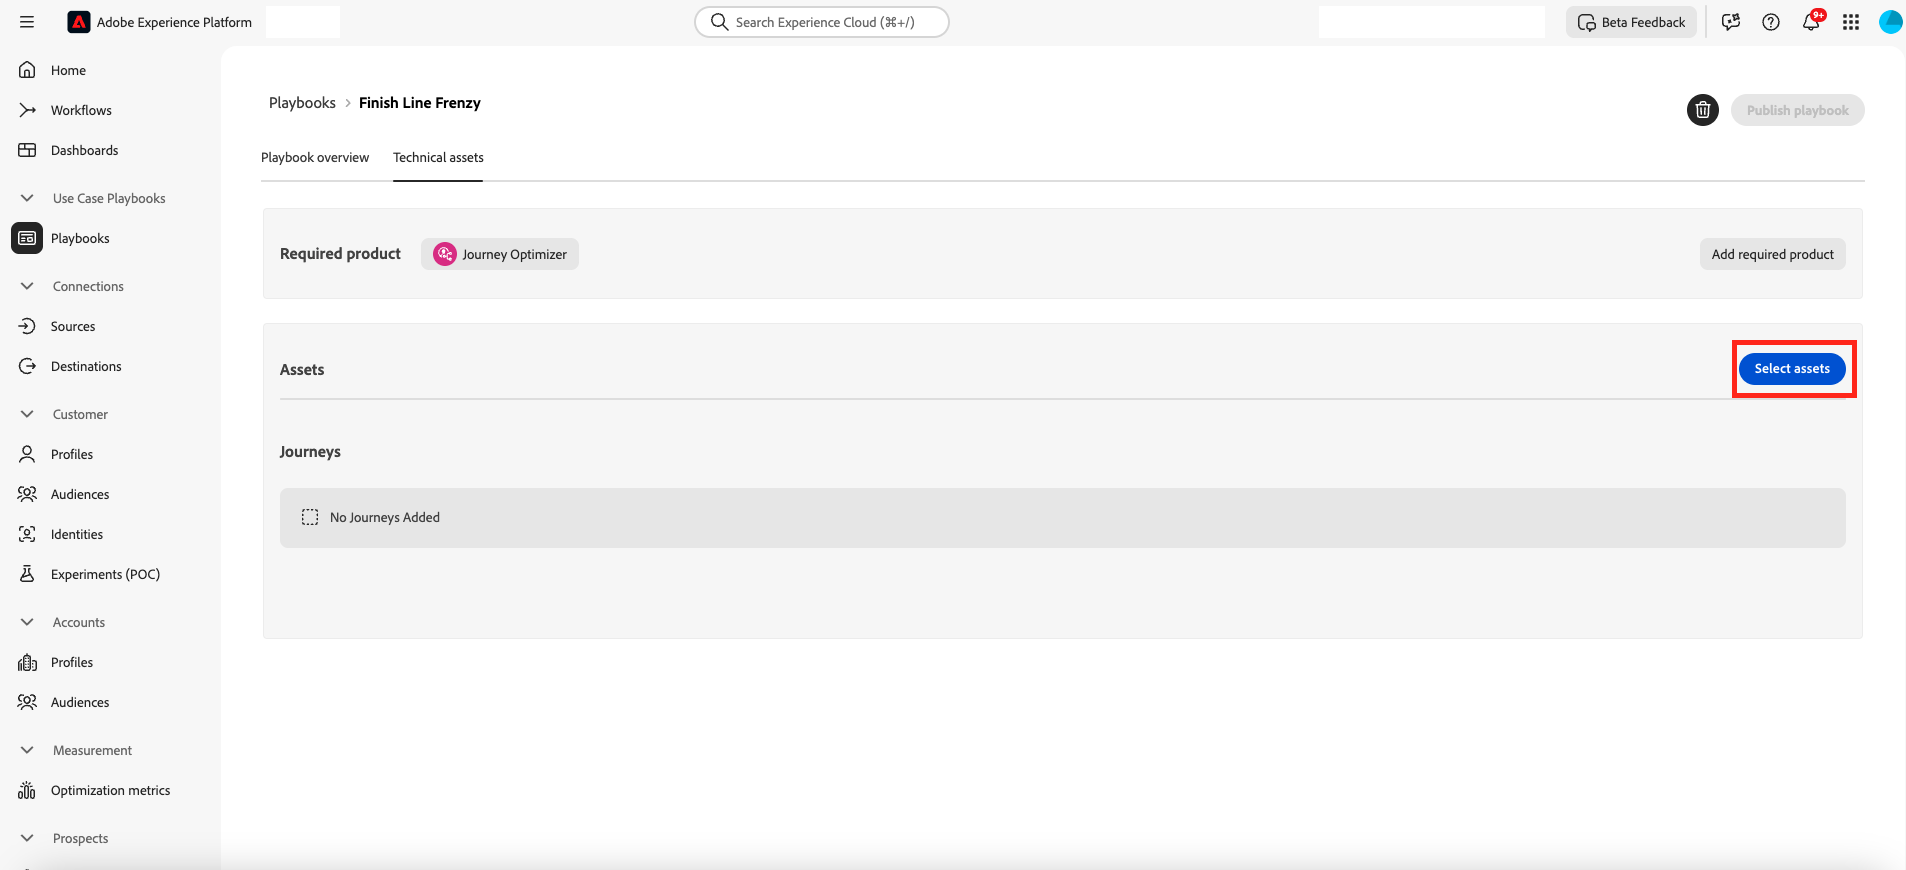 Adobe Experience Platform
Search Experience Cloud (⌘+/)
Beta Feedback
9+
Home
Workflows
Dashboards
Use Case Playbooks
Playbooks
Connections
Sources
Destinations
Customer
Profiles
Audiences
Identities
Experiments (POC)
Accounts
Profiles
Audiences
Measurement
Optimization metrics
Prospects
Playbooks > Finish Line Frenzy
Publish playbook
Playbook overview Technical assets
Required product Journey Optimizer Add required product
Assets
Select assets
Journeys
No Journeys Added